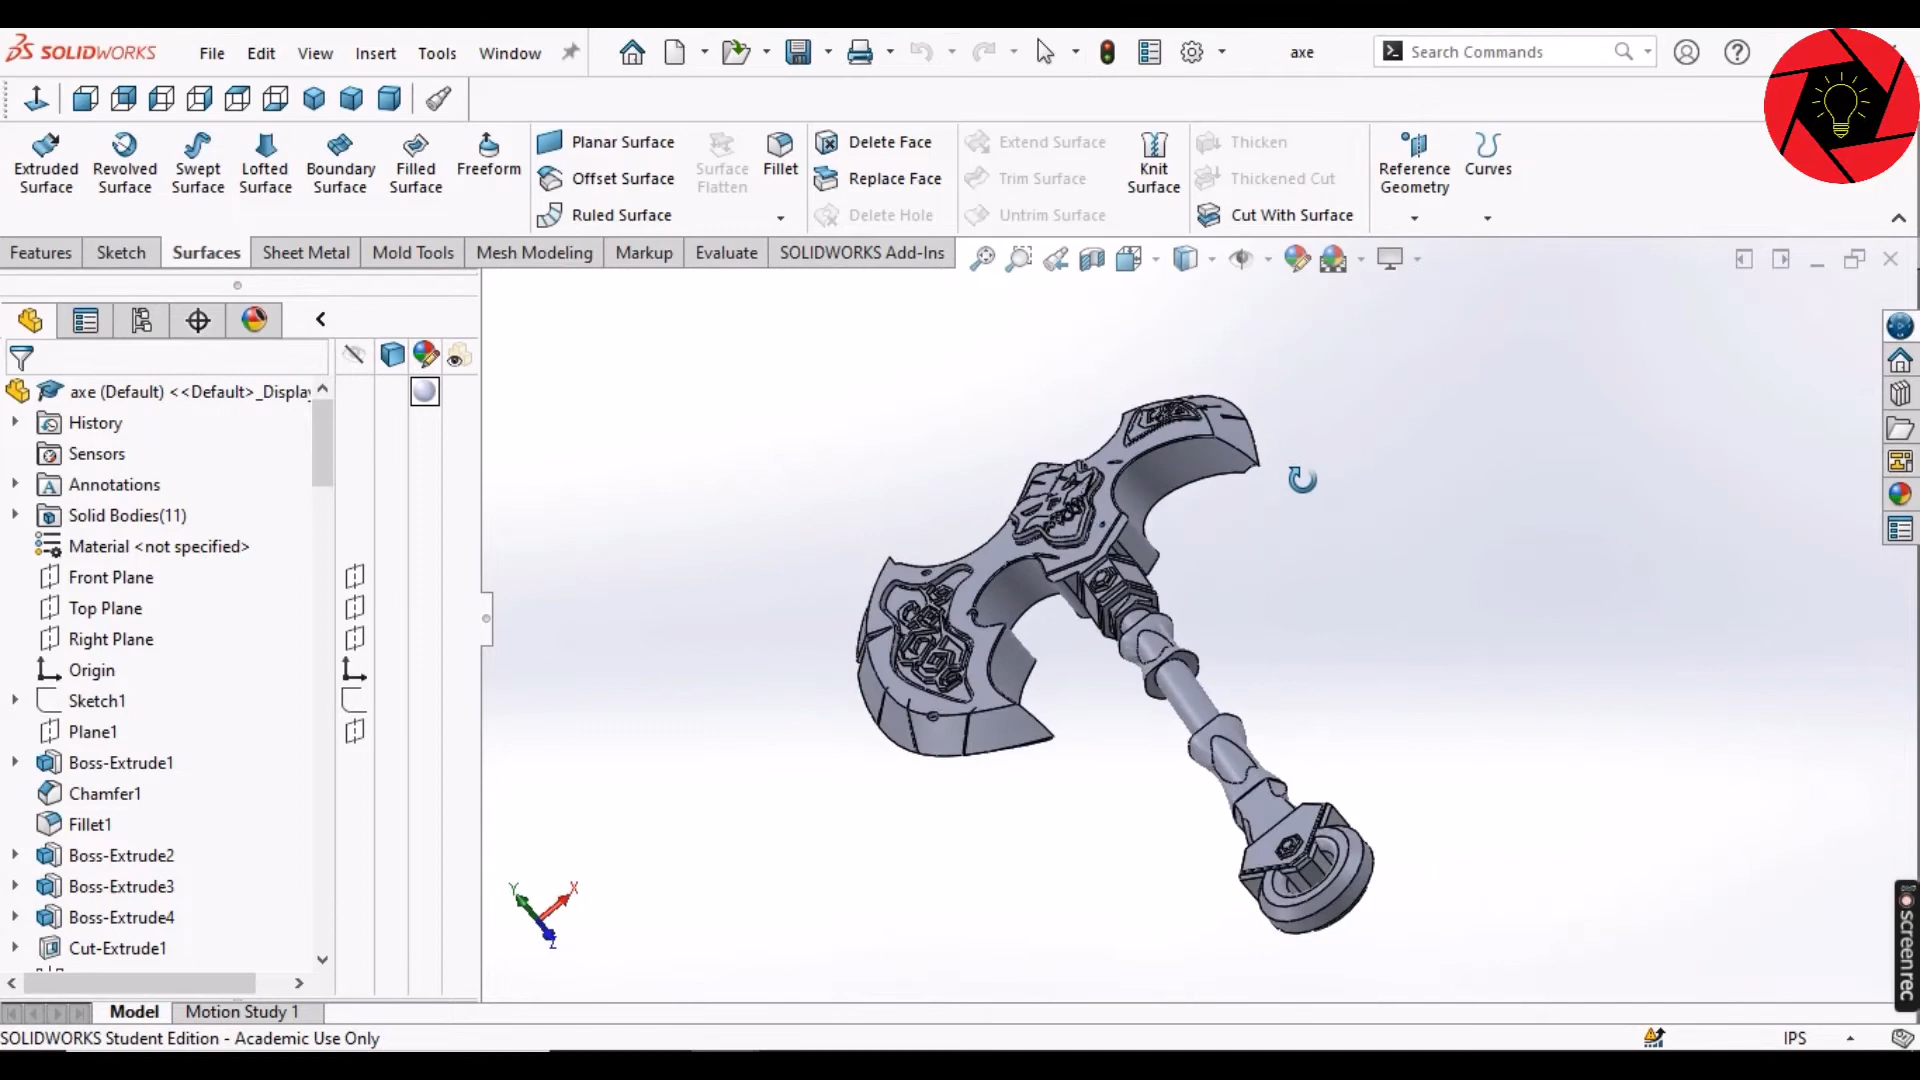 SOLIDWORKS File Edit View Insert Tools Window axe Search Commands
Extruded Surface
Revolved Surface
Swept Surface
Lofted Surface
Boundary Surface
Filled Surface
Freeform
Planar Surface
Offset Surface
Ruled Surface
Surface Flatten
Fillet
Delete Face
Replace Face
Delete Hole
Extend Surface
Trim Surface
Untrim Surface
Knit Surface
Thicken
Thickened Cut
Cut With Surface
Reference Geometry
Curves
Features Sketch Surfaces Sheet Metal Mold Tools Mesh Modeling Markup Evaluate SOLIDWORKS Add-Ins
axe (Default) <<Default>_Display
History
Sensors
Annotations
Solid Bodies(11)
Material <not specified>
Front Plane
Top Plane
Right Plane
Origin
Sketch1
Plane1
Boss-Extrude1
Chamfer1
Fillet1
Boss-Extrude2
Boss-Extrude3
Boss-Extrude4
Cut-Extrude1
Y X
Z
screenrec
Model Motion Study 1
SOLIDWORKS Student Edition - Academic Use Only IPS